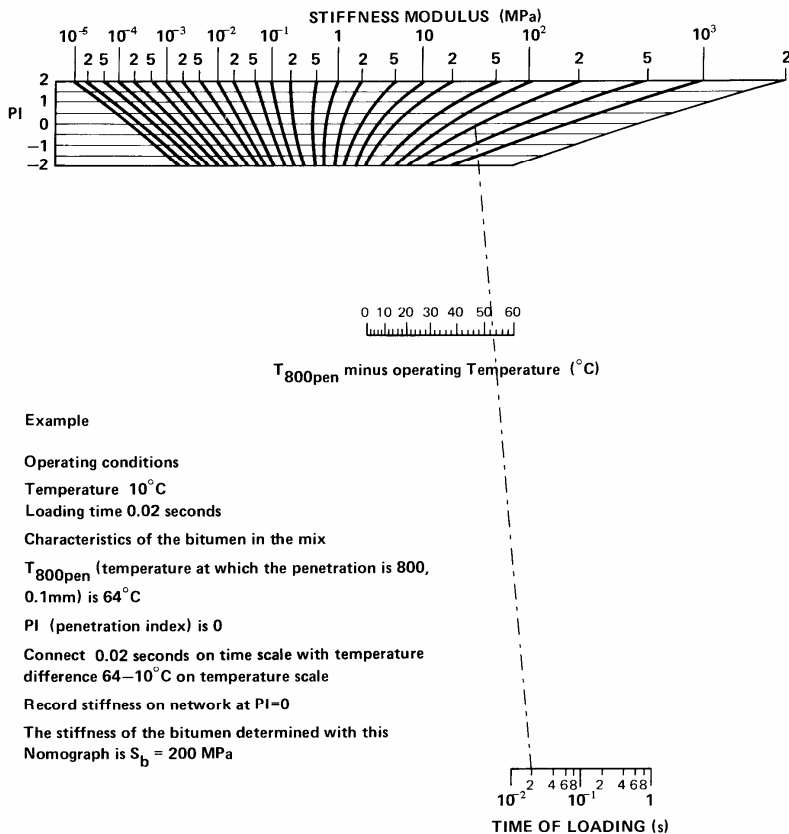 STIFFNESS MODULUS (MPa)
10-5 10-4 10-3 10-2 10-1 1 10 10² 10³
2 5 2 5 2 5 2 5 2 5 2 5 2 5 2 5 2
PI
2
1
0
−1
−2
0 10 20 30 40 50 60
T800pen minus operating Temperature (°C)
Example
Operating conditions
Temperature 10°C
Loading time 0.02 seconds
Characteristics of the bitumen in the mix
T800pen (temperature at which the penetration is 800,
0.1mm) is 64°C
PI (penetration index) is 0
Connect 0.02 seconds on time scale with temperature
difference 64–10°C on temperature scale
Record stiffness on network at PI=0
The stiffness of the bitumen determined with this
Nomograph is Sb = 200 MPa
2 4 6 8 2 4 6 8
10-2 10-1 1
TIME OF LOADING (s)